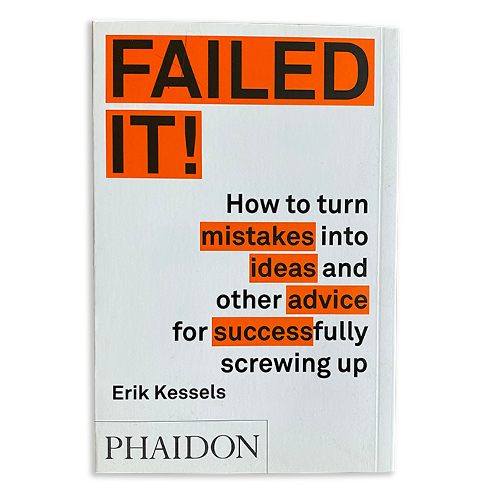 FAILED
IT!
How to turn
mistakes into
ideas and
other advice
for successfully
screwing up
Erik Kessels
PHAIDON